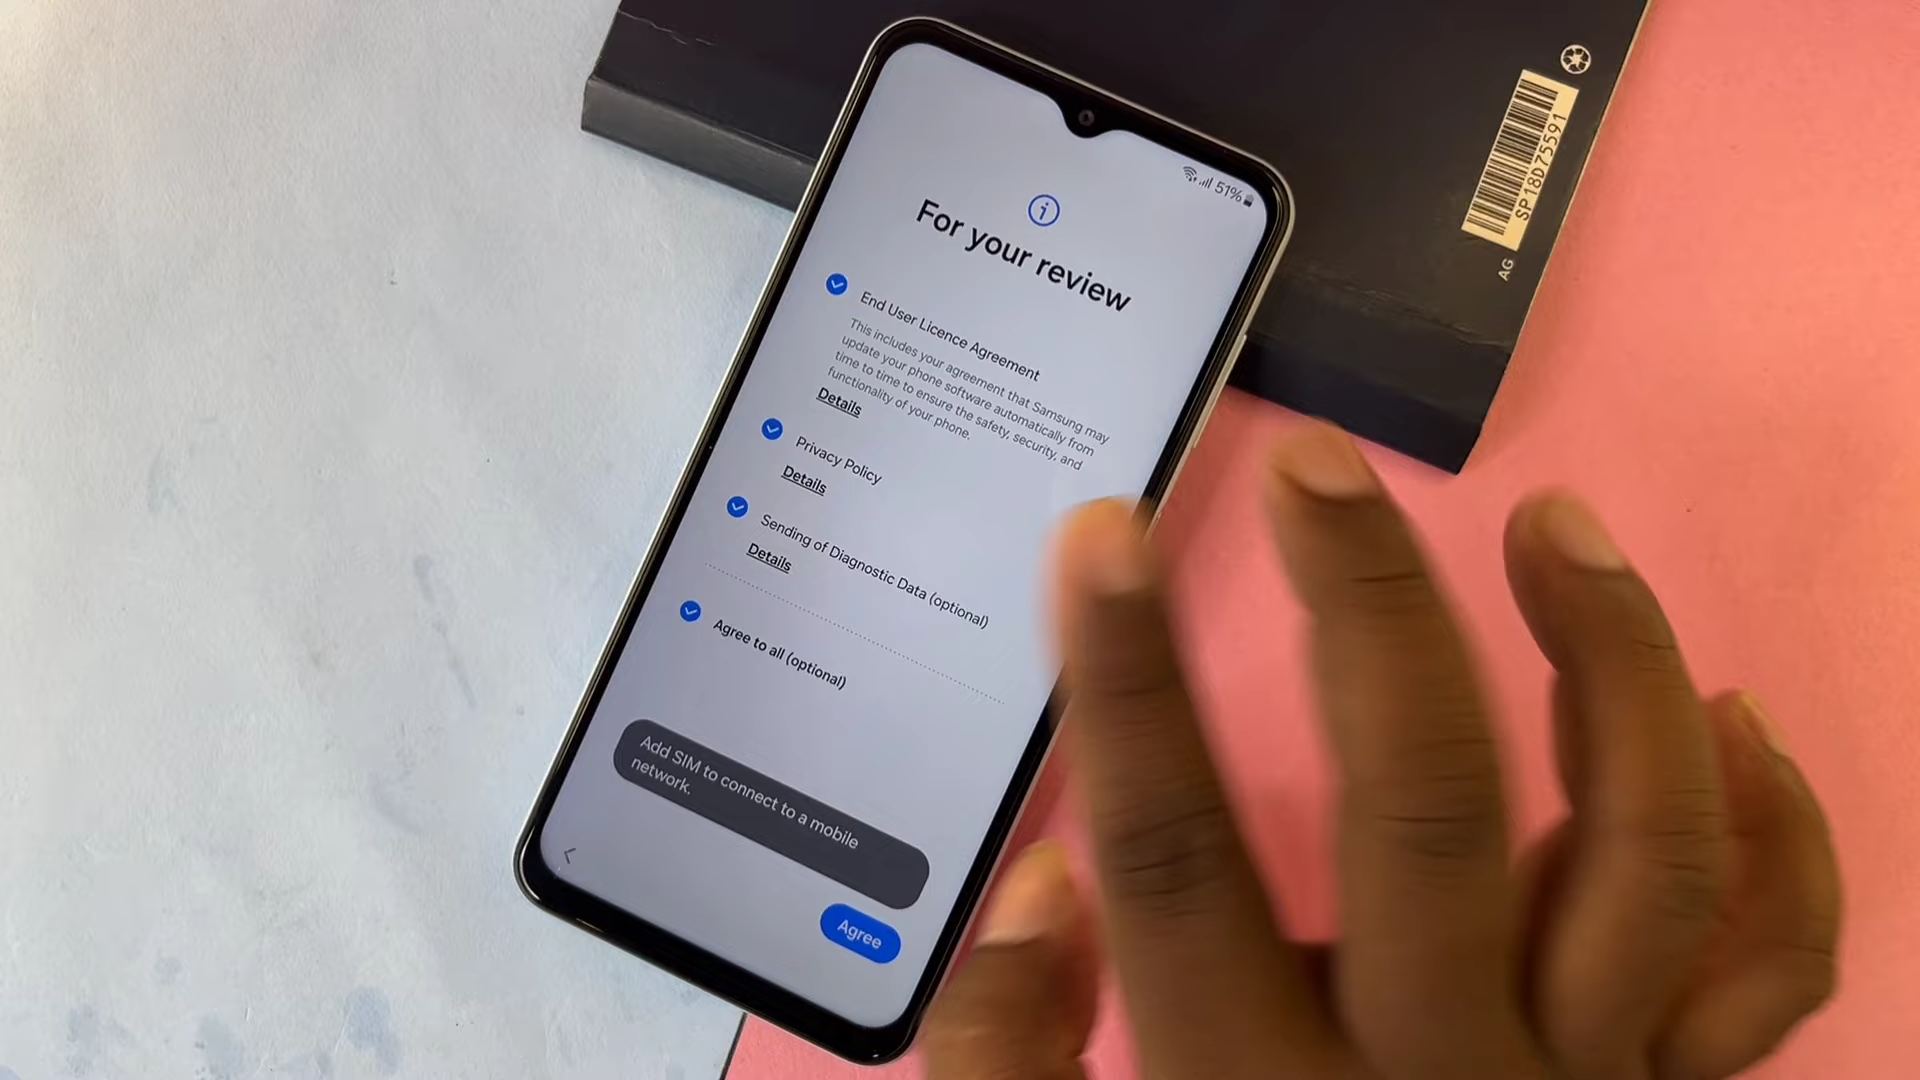 51%
For your review
End User Licence Agreement
This includes your agreement that Samsung may
update your phone software automatically from
time to time to ensure the safety, security, and
functionality of your phone.
Details
Privacy Policy
Details
Sending of Diagnostic Data (optional)
Details
Agree to all (optional)
Add SIM to connect to a mobile
network.
Agree
SP18D75591
AG